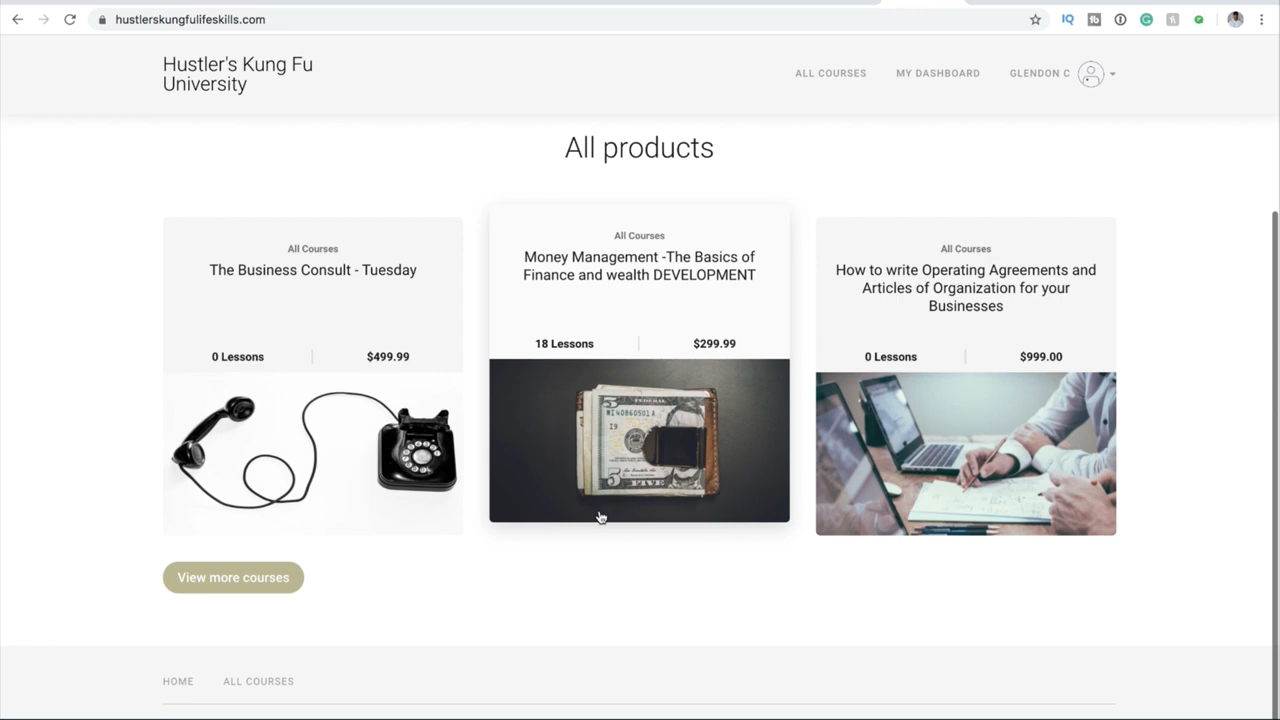 hustlerskungfulifeskills.com
Hustler's Kung Fu
University
ALL COURSES
MY DASHBOARD
GLENDON C
All products
All Courses
The Business Consult - Tuesday
0 Lessons
$499.99
All Courses
Money Management -The Basics of
Finance and wealth DEVELOPMENT
18 Lessons
$299.99
FEDERAL
MI40860501A
FIVE
All Courses
How to write Operating Agreements and
Articles of Organization for your
Businesses
0 Lessons
$999.00
View more courses
HOME
ALL COURSES